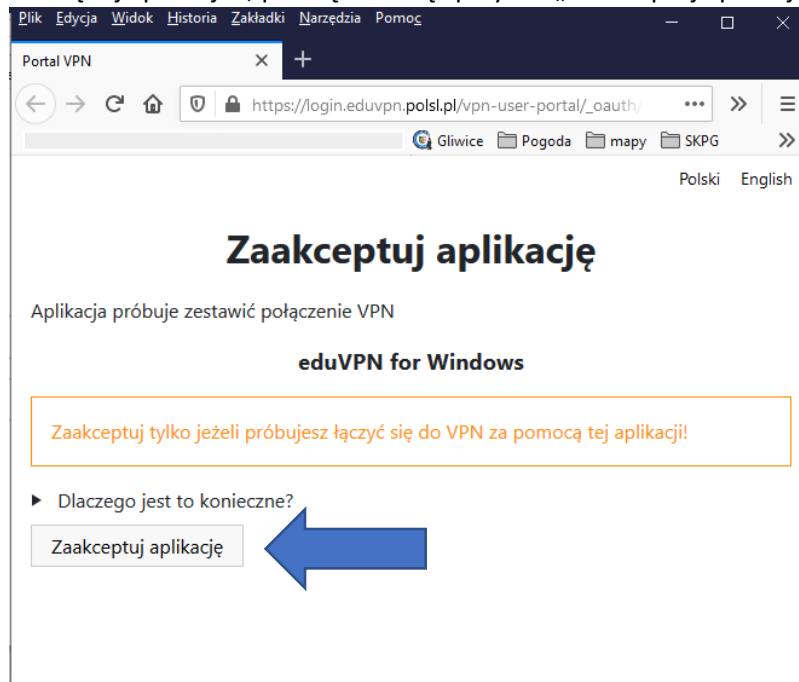 Plik Edycja Widok Historia Zakładki Narzędzia Pomoc
Portal VPN
https://login.eduvpn.polsl.pl/vpn-user-portal/_oauth/
Gliwice Pogoda mapy SKPG
Polski English
Zaakceptuj aplikację
Aplikacja próbuje zestawić połączenie VPN
eduVPN for Windows
Zaakceptuj tylko jeżeli próbujesz łączyć się do VPN za pomocą tej aplikacji!
Dlaczego jest to konieczne?
Zaakceptuj aplikację